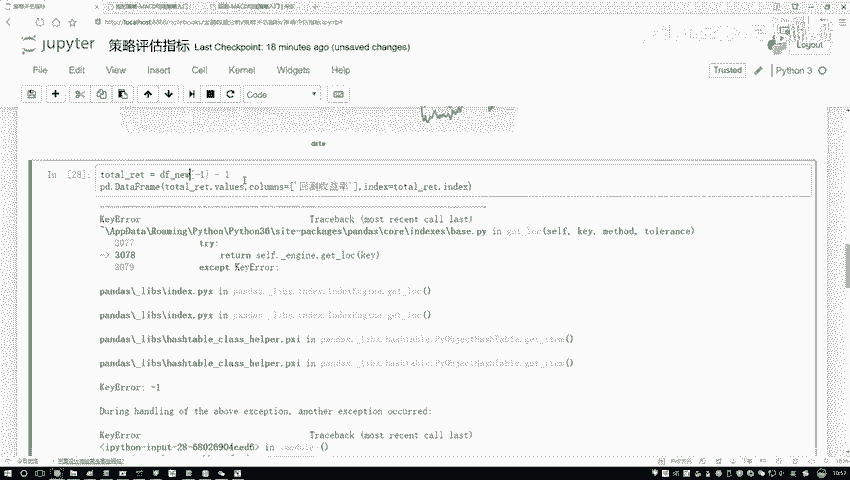 http://localhost:8888/notebooks/
jupyter 策略评估指标 Last Checkpoint: 18 minutes ago (unsaved changes)
Logout
File Edit View Insert Cell Kernel Widgets Help
Trusted Python 3
Code
date
In [28]: total_ret = df_new[-1] - 1
pd.DataFrame(total_ret.values,columns=['回测收益率'],index=total_ret.index)
KeyError Traceback (most recent call last)
~\AppData\Roaming\Python\Python36\site-packages\pandas\core\indexes\base.py in get_loc(self, key, method, tolerance)
3077 try:
-> 3078 return self._engine.get_loc(key)
3079 except KeyError:
pandas\_libs\index.pyx in pandas._libs.index.IndexEngine.get_loc()
pandas\_libs\index.pyx in pandas._libs.index.IndexEngine.get_loc()
pandas\_libs\hashtable_class_helper.pxi in pandas._libs.hashtable.PyObjectHashTable.get_item()
pandas\_libs\hashtable_class_helper.pxi in pandas._libs.hashtable.PyObjectHashTable.get_item()
KeyError: -1
During handling of the above exception, another exception occurred:
KeyError Traceback (most recent call last)
<ipython-input-28-68026904ced6> in <module>()
10:57